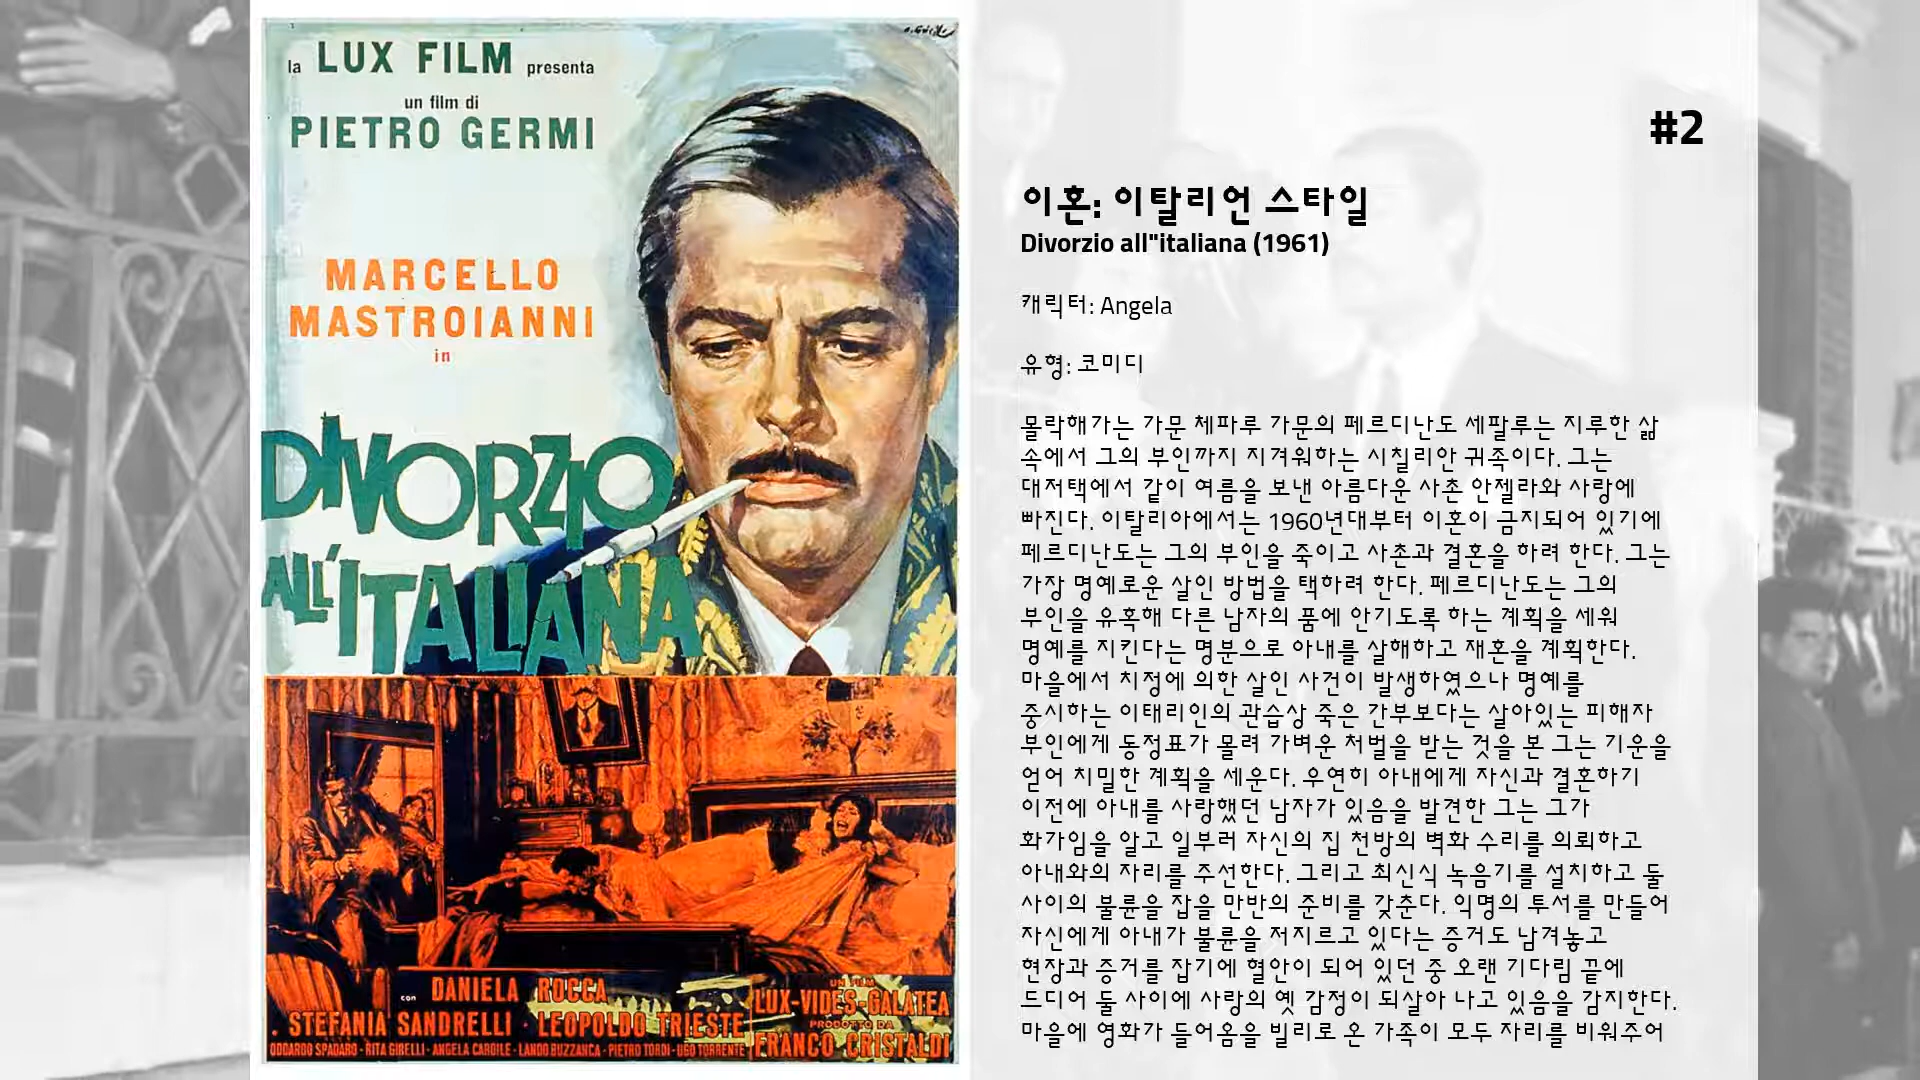 la LUX FILM presenta
un film di
PIETRO GERMI
MARCELLO
MASTROIANNI
in
DIVORZIO
ALL'ITALIANA
con DANIELA ROCCA
STEFANIA SANDRELLI · LEOPOLDO TRIESTE
ODOARDO SPADARO - RITA GIRELLI - ANGELA CARDILE - LANDO BUZZANCA - PIETRO TORDI - UGO TORRENTE
UN FILM
LUX-VIDES-GALATEA
PRODOTTO DA
FRANCO CRISTALDI
#2
이혼: 이탈리언 스타일
Divorzio all"italiana (1961)
캐릭터: Angela
유형: 코미디
몰락해가는 가문 체파루 가문의 페르디난도 세팔루는 지루한 삶
속에서 그의 부인까지 지겨워하는 시칠리안 귀족이다. 그는
대저택에서 같이 여름을 보낸 아름다운 사촌 안젤라와 사랑에
빠진다. 이탈리아에서는 1960년대부터 이혼이 금지되어 있기에
페르디난도는 그의 부인을 죽이고 사촌과 결혼을 하려 한다. 그는
가장 명예로운 살인 방법을 택하려 한다. 페르디난도는 그의
부인을 유혹해 다른 남자의 품에 안기도록 하는 계획을 세워
명예를 지킨다는 명분으로 아내를 살해하고 재혼을 계획한다.
마을에서 치정에 의한 살인 사건이 발생하였으나 명예를
중시하는 이태리인의 관습상 죽은 간부보다는 살아있는 피해자
부인에게 동정표가 몰려 가벼운 처벌을 받는 것을 본 그는 기운을
얻어 치밀한 계획을 세운다. 우연히 아내에게 자신과 결혼하기
이전에 아내를 사랑했던 남자가 있음을 발견한 그는 그가
화가임을 알고 일부러 자신의 집 천방의 벽화 수리를 의뢰하고
아내와의 자리를 주선한다. 그리고 최신식 녹음기를 설치하고 둘
사이의 불륜을 잡을 만반의 준비를 갖춘다. 익명의 투서를 만들어
자신에게 아내가 불륜을 저지르고 있다는 증거도 남겨놓고
현장과 증거를 잡기에 혈안이 되어 있던 중 오랜 기다림 끝에
드디어 둘 사이에 사랑의 옛 감정이 되살아 나고 있음을 감지한다.
마을에 영화가 들어옴을 빌리로 온 가족이 모두 자리를 비워주어